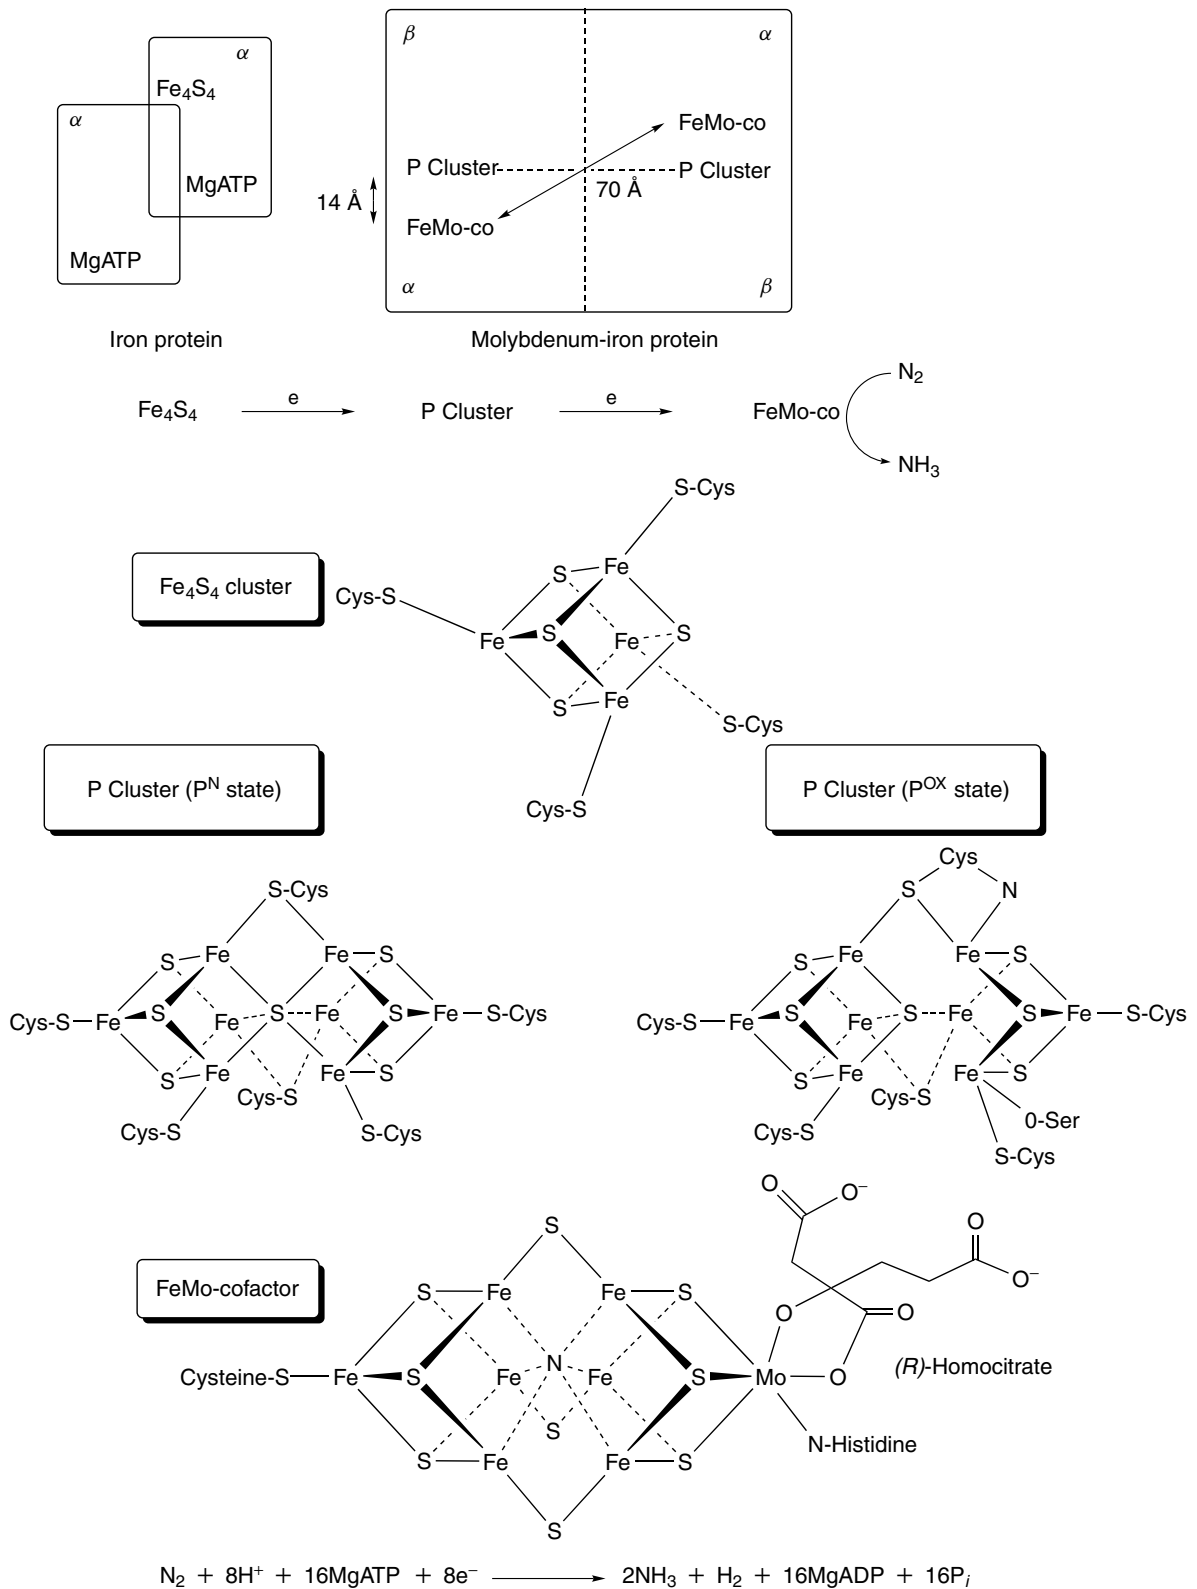 β α
α
Fe4S4
α
FeMo-co
P Cluster P Cluster
MgATP
14 Å 70 Å
FeMo-co
MgATP
α β
Iron protein Molybdenum-iron protein
N2
Fe4S4 e P Cluster e FeMo-co
NH3
S-Cys
Fe
S
Fe4S4 cluster
Cys-S
Fe S Fe S
S Fe
S-Cys
P Cluster (P^N state) P Cluster (P^OX state)
Cys-S
Cys
S-Cys S N
S Fe Fe S S Fe Fe S
Cys-S Fe S Fe S Fe S Fe S-Cys Cys-S Fe S Fe S Fe S Fe S-Cys
S Fe Fe S S Fe Fe S
Cys-S Cys-S
0-Ser
Cys-S S-Cys Cys-S
S-Cys
O O−
S O
FeMo-cofactor
S Fe Fe S O−
O O
N (R)-Homocitrate
Cysteine-S Fe S Fe Fe S Mo O
S
N-Histidine
S Fe Fe S
S
N2 + 8H+ + 16MgATP + 8e− 2NH3 + H2 + 16MgADP + 16Pi